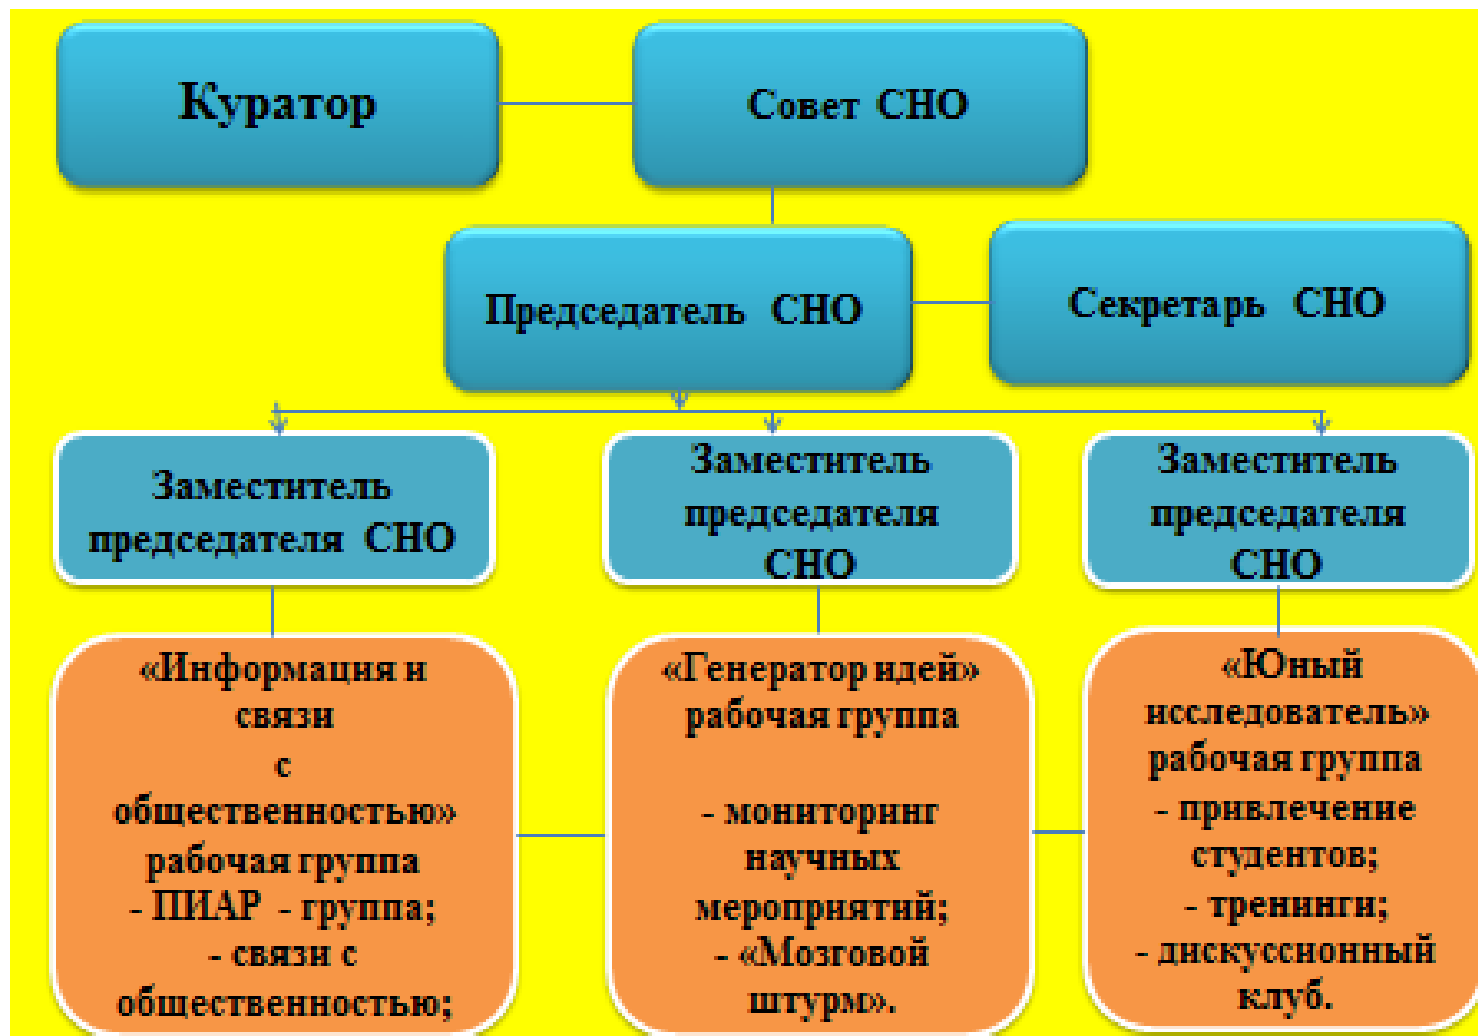 Куратор
Совет СНО
Председатель СНО
Секретарь СНО
Заместитель
председателя СНО
Заместитель
председателя
СНО
Заместитель
председателя
СНО
«Информация и
связи
с
общественностью»
рабочая группа
- ПИАР - группа;
- связи с
общественностью;
«Генератор идей»
рабочая группа
- мониторинг
научных
мероприятий;
- «Мозговой
штурм».
«Юный
исследователь»
рабочая группа
- привлечение
студентов;
- тренинги;
- дискуссионный
клуб.